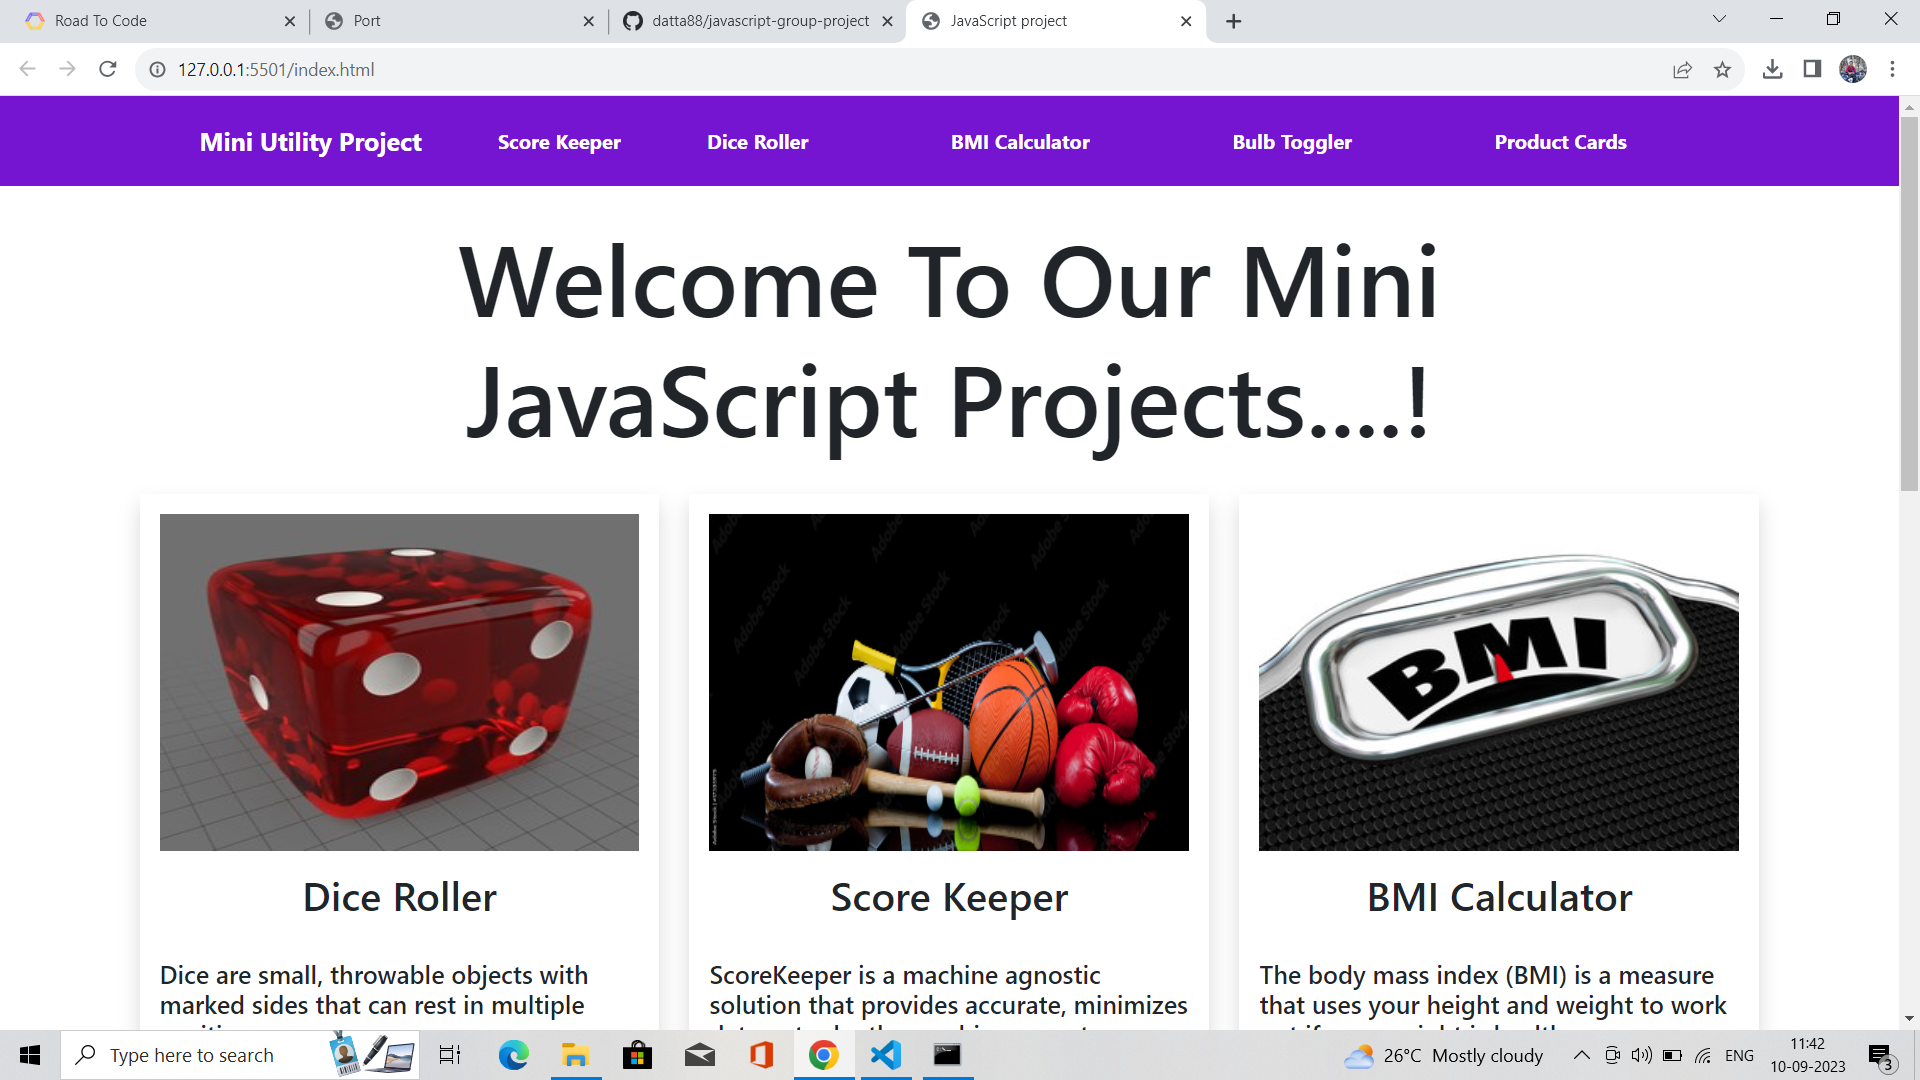 Road To Code
Port
datta88/javascript-group-project
JavaScript project
127.0.0.1:5501/index.html
Mini Utility Project
Score Keeper
Dice Roller
BMI Calculator
Bulb Toggler
Product Cards
Welcome To Our Mini
JavaScript Projects....!
Adobe Stock
BMI
Dice Roller
Score Keeper
BMI Calculator
Dice are small, throwable objects with
marked sides that can rest in multiple
ScoreKeeper is a machine agnostic
solution that provides accurate, minimizes
The body mass index (BMI) is a measure
that uses your height and weight to work
Type here to search
26°C Mostly cloudy
ENG
11:42
10-09-2023
3